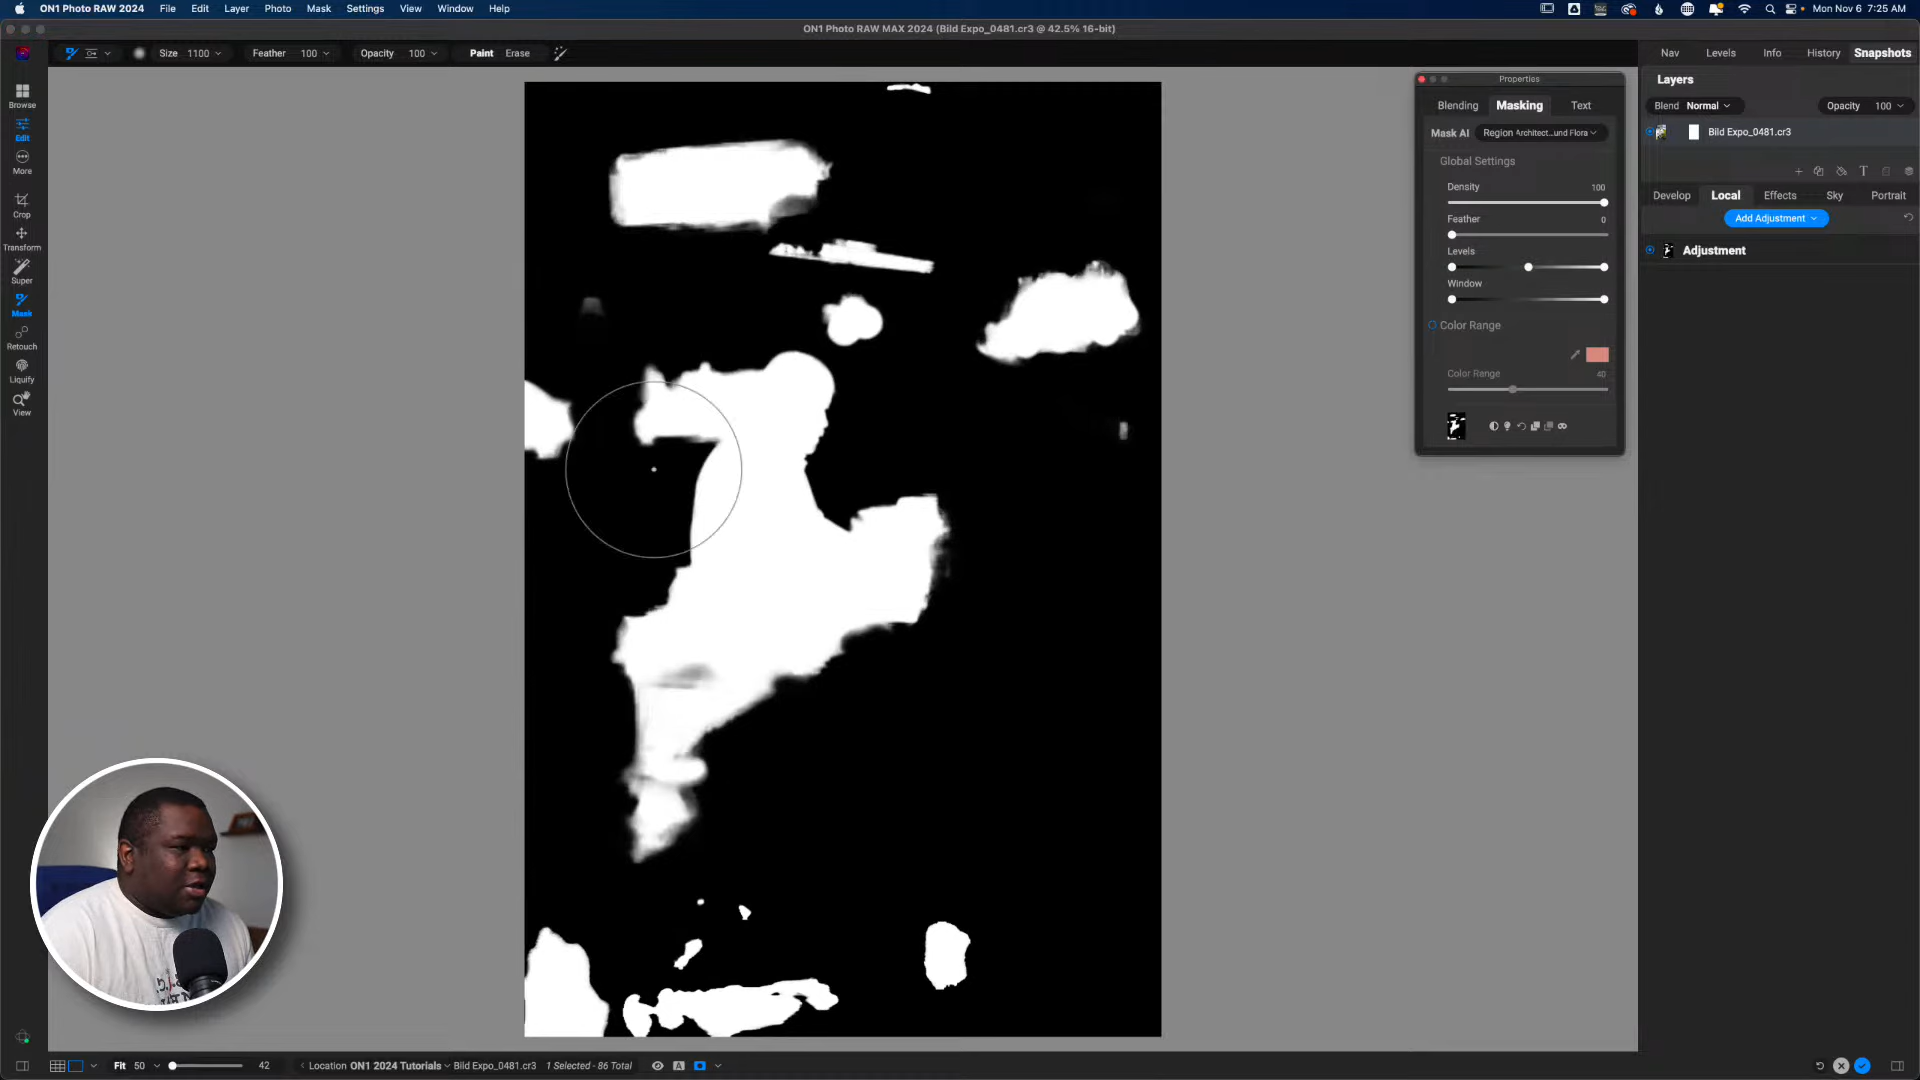 ON1 Photo RAW 2024 File Edit Layer Photo Mask Settings View Window Help Mon Nov 6 7:25 AM
ON1 Photo RAW MAX 2024 (Bild Expo_0481.cr3 @ 42.5% 16-bit)
Size 1100 Feather 100 Opacity 100 Paint Erase
Nav Levels Info History Snapshots
Browse
Edit
More
Crop
Transform
Super
Mask
Retouch
Liquify
View
Properties
Blending Masking Text
Mask AI Region Architect...und Flora
Global Settings
Density 100
Feather 0
Levels
Window
Color Range
Color Range 40
Layers
Blend Normal Opacity 100
Bild Expo_0481.cr3
T
Develop Local Effects Sky Portrait
Add Adjustment
Adjustment
Fit 50 42 Location ON1 2024 Tutorials Bild Expo_0481.cr3 1 Selected - 86 Total A